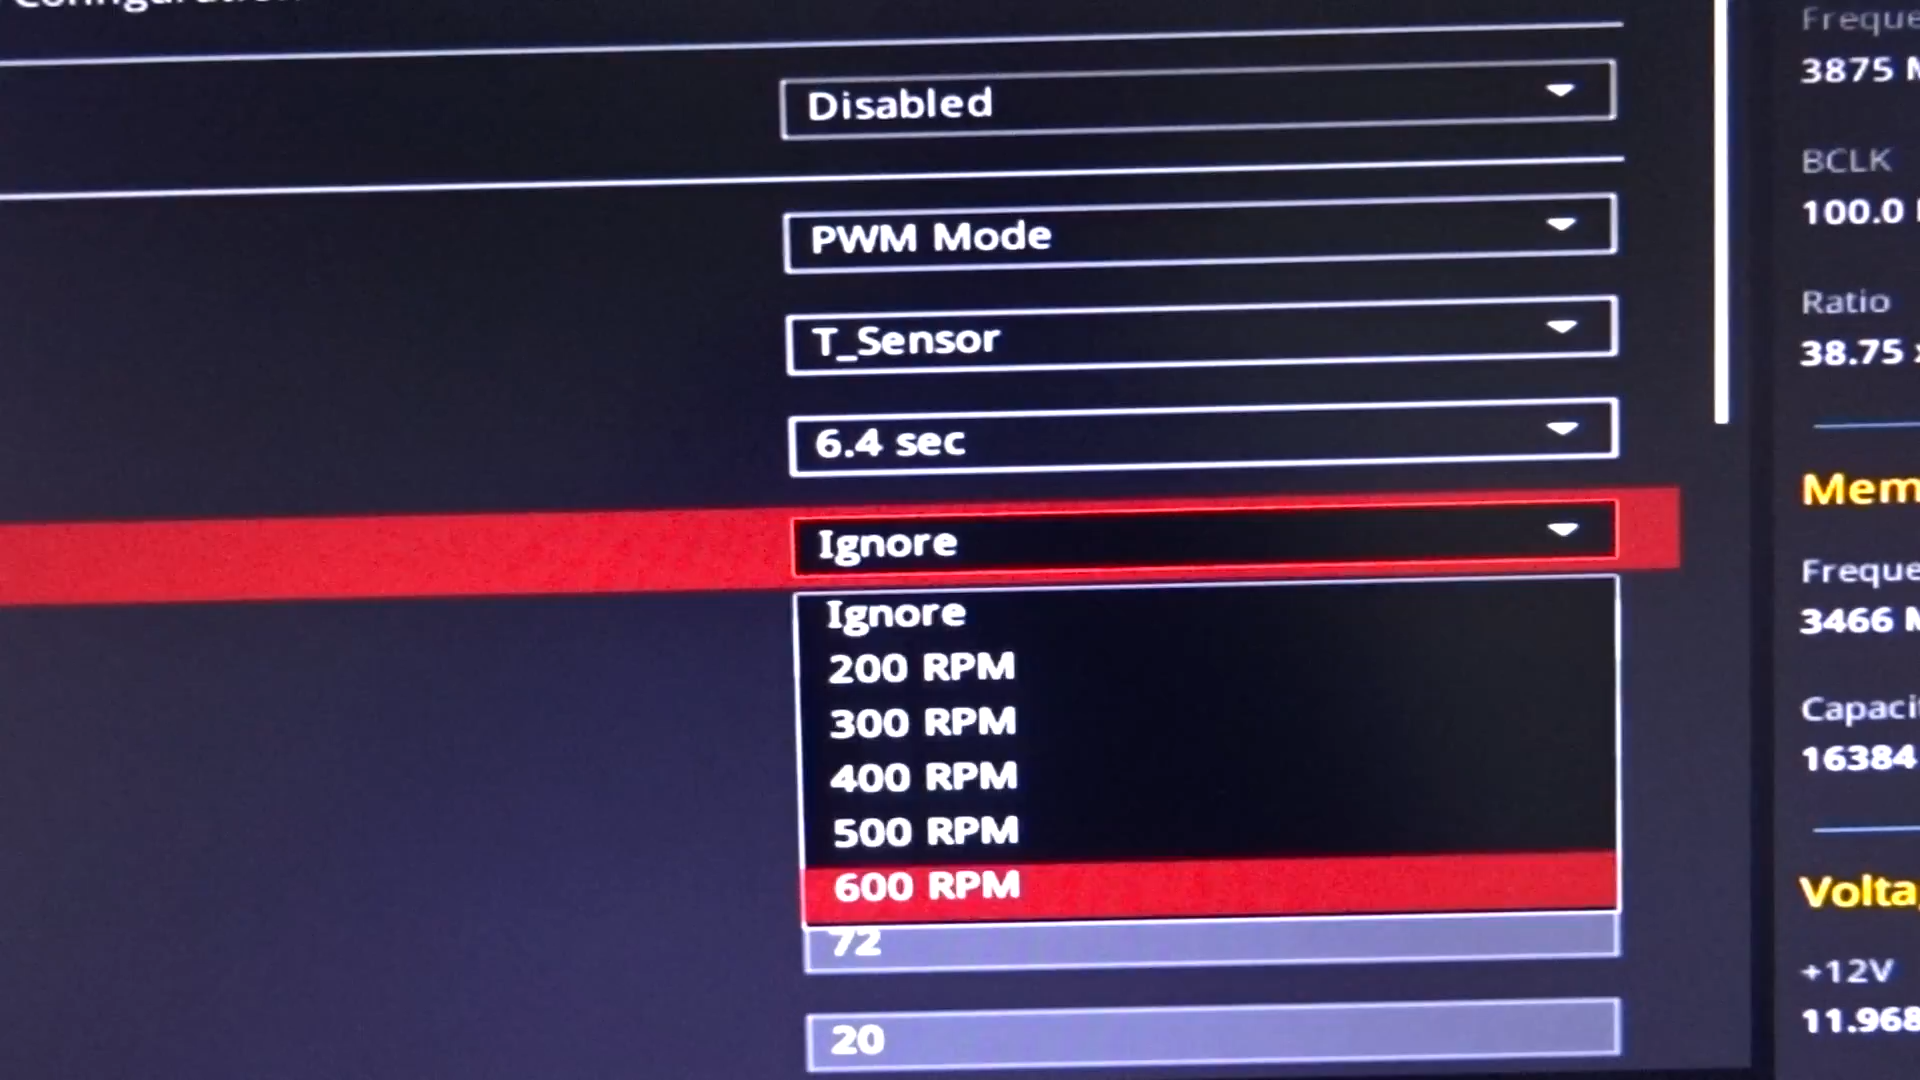 Disabled
PWM Mode
T_Sensor
6.4 sec
Ignore
Ignore
200 RPM
300 RPM
400 RPM
500 RPM
600 RPM
72
20
3875
BCLK
100.0
Ratio
38.75
3466
16384
+12V
11.968